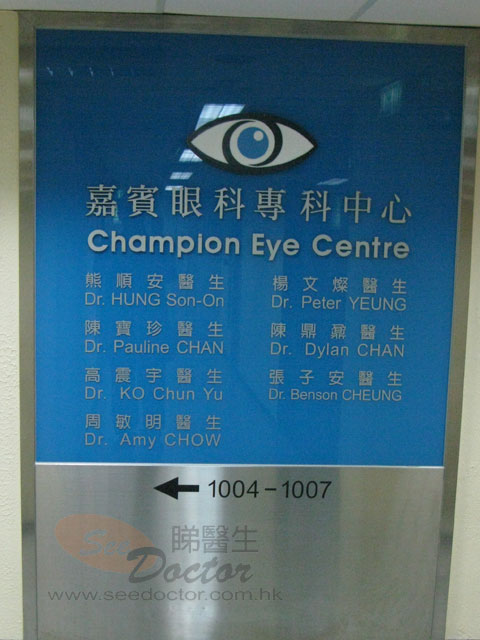 嘉賓眼科專科中心
Champion Eye Centre
熊順安醫生
Dr. HUNG Son-On
陳寶珍醫生
Dr. Pauline CHAN
高震宇醫生
Dr. KO Chun Yu
周敏明醫生
Dr. Amy CHOW
楊文燦醫生
Dr. Peter YEUNG
陳鼎鼐醫生
Dr. Dylan CHAN
張子安醫生
Dr. Benson CHEUNG
1004-1007
See 睇醫生
Doctor
www.seedoctor.com.hk